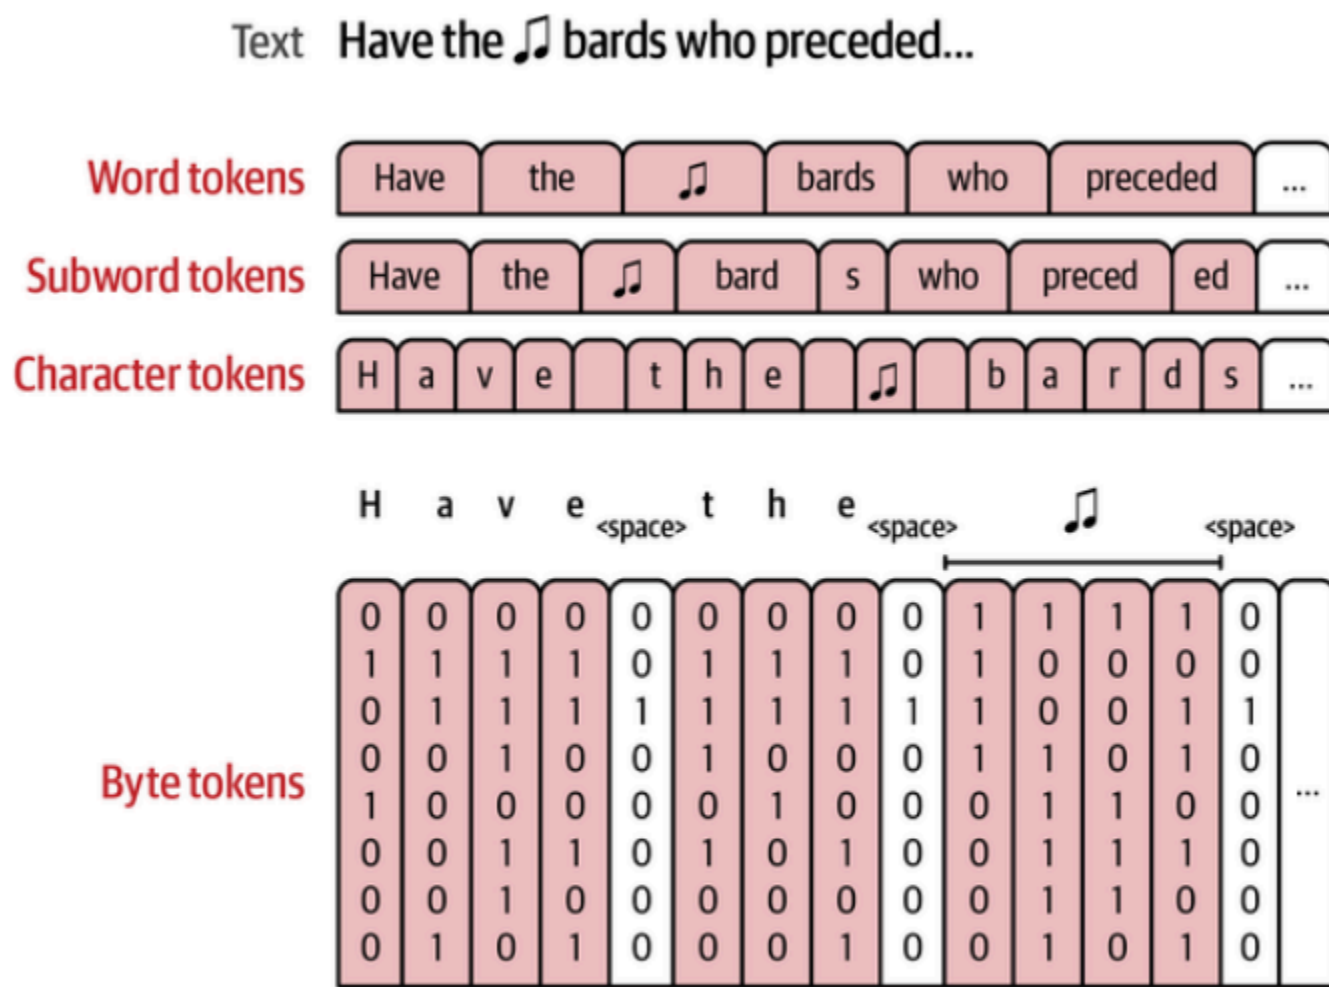 Text Have the 🎵 bards who preceded...
Word tokens Have the 🎵 bards who preceded ...
Subword tokens Have the 🎵 bard s who preced ed ...
Character tokens H a v e t h e 🎵 b a r d s ...
H a v e <space> t h e <space> 🎵 <space>
0 0 0 0 0 0 0 0 0 1 1 1 1 0
1 1 1 1 0 1 1 1 0 1 0 0 0 0
0 1 1 1 1 1 1 1 1 1 0 0 1 1
0 0 1 0 0 1 0 0 0 1 1 0 1 0
Byte tokens ...
1 0 0 0 0 0 1 0 0 0 1 1 0 0
0 0 1 1 0 1 0 1 0 0 1 1 1 0
0 0 1 0 0 0 0 0 0 0 1 1 0 0
0 1 0 1 0 0 0 1 0 0 1 0 1 0